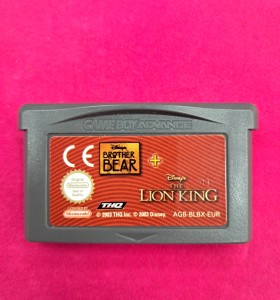 GAME BOY ADVANCE
CE
Disney's
BROTHER
BEAR
+
Disney's
THE
LION KING
Nintendo
THQ
© 2003 THQ Inc. © 2003 Disney.
AGB-BLBX-EUR